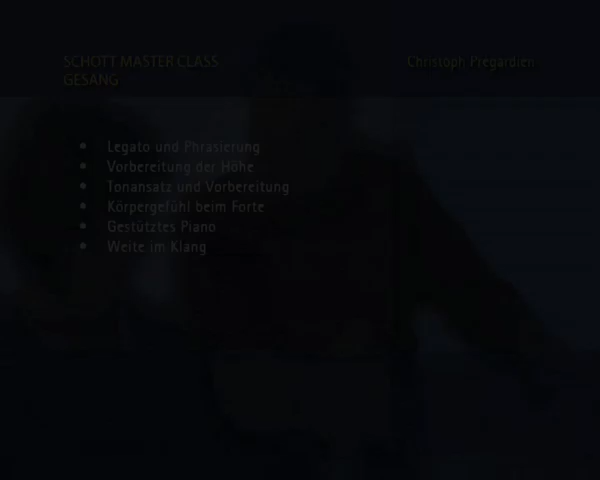 SCHOTT MASTER CLASS
GESANG
Christoph Prégardien
• Legato und Phrasierung
• Vorbereitung der Höhe
• Tonansatz und Vorbereitung
• Körpergefühl beim Forte
• Gestütztes Piano
• Weite im Klang